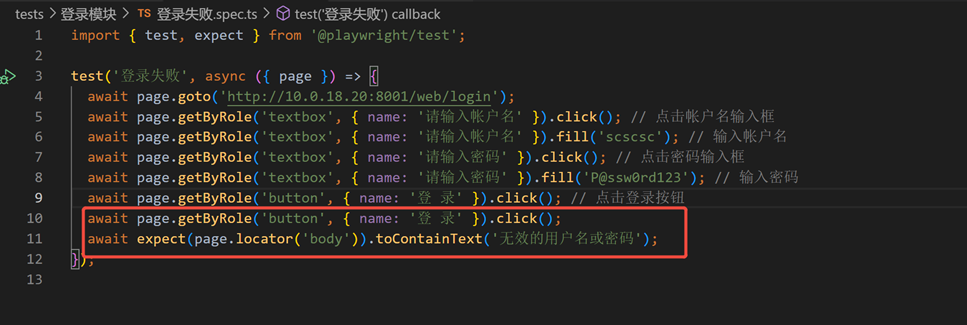 tests > 登录模块 > TS 登录失败.spec.ts > test('登录失败') callback
1 import { test, expect } from '@playwright/test';
2
3 test('登录失败', async ({ page }) => {
4 await page.goto('http://10.0.18.20:8001/web/login');
5 await page.getByRole('textbox', { name: '请输入帐户名' }).click(); // 点击帐户名输入框
6 await page.getByRole('textbox', { name: '请输入帐户名' }).fill('scscsc'); // 输入帐户名
7 await page.getByRole('textbox', { name: '请输入密码' }).click(); // 点击密码输入框
8 await page.getByRole('textbox', { name: '请输入密码' }).fill('P@ssw0rd123'); // 输入密码
9 await page.getByRole('button', { name: '登 录' }).click(); // 点击登录按钮
10 await page.getByRole('button', { name: '登 录' }).click();
11 await expect(page.locator('body')).toContainText('无效的用户名或密码');
12 });
13